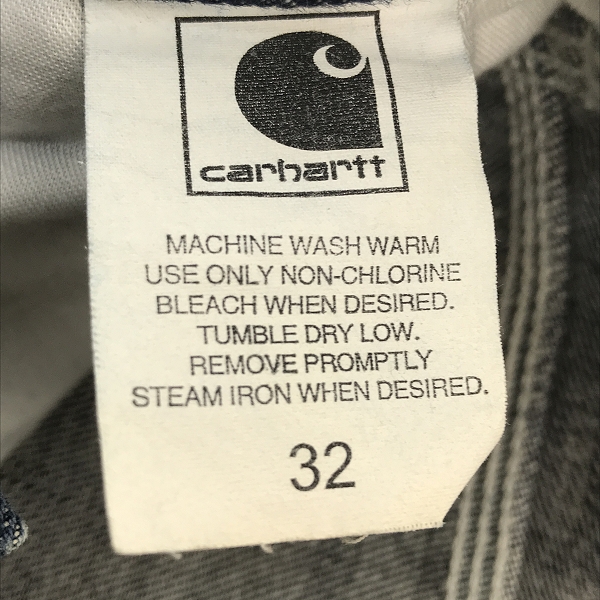 carhartt
MACHINE WASH WARM
USE ONLY NON-CHLORINE
BLEACH WHEN DESIRED.
TUMBLE DRY LOW.
REMOVE PROMPTLY
STEAM IRON WHEN DESIRED.
32